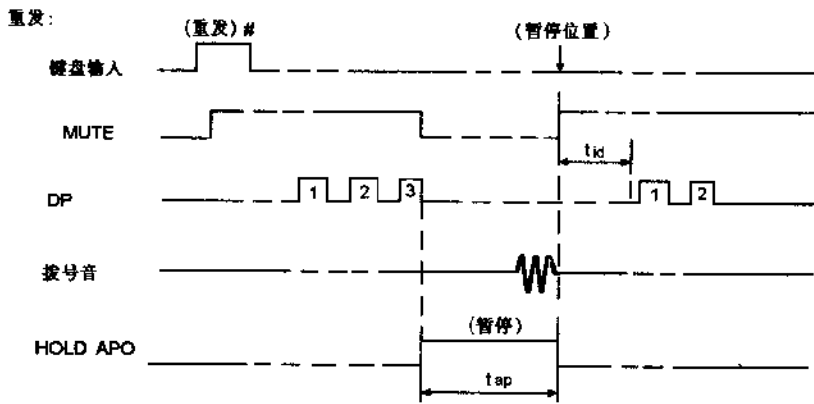 重发:
(重发) #
(暂停位置)
键盘输入
MUTE
tid
DP
1 2 3
1 2
拨号音
(暂停)
HOLD APO
tap